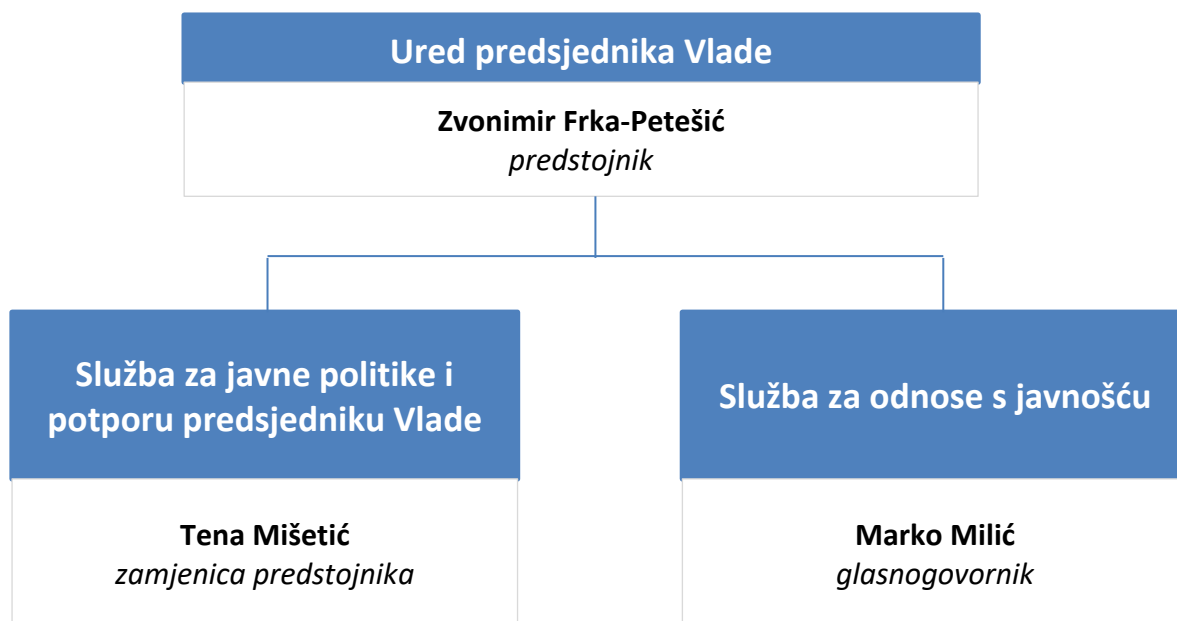 Ured predsjednika Vlade
Zvonimir Frka-Petešić
predstojnik
Služba za javne politike i
potporu predsjedniku Vlade
Tena Mišetić
zamjenica predstojnika
Služba za odnose s javnošću
Marko Milić
glasnogovornik